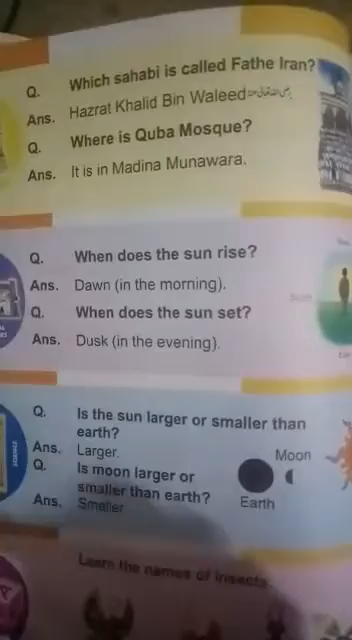 Q. Which sahabi is called Fathe Iran?
Ans. Hazrat Khalid Bin Waleed
Q. Where is Quba Mosque?
Ans. It is in Madina Munawara.
Q. When does the sun rise?
Ans. Dawn (in the morning).
Q. When does the sun set?
Ans. Dusk (in the evening).
Q. Is the sun larger or smaller than
earth?
Ans. Larger.
Q. Is moon larger or
smaller than earth?
Ans. Smaller
Moon
Earth
SCIENCE
Learn the names of insects.